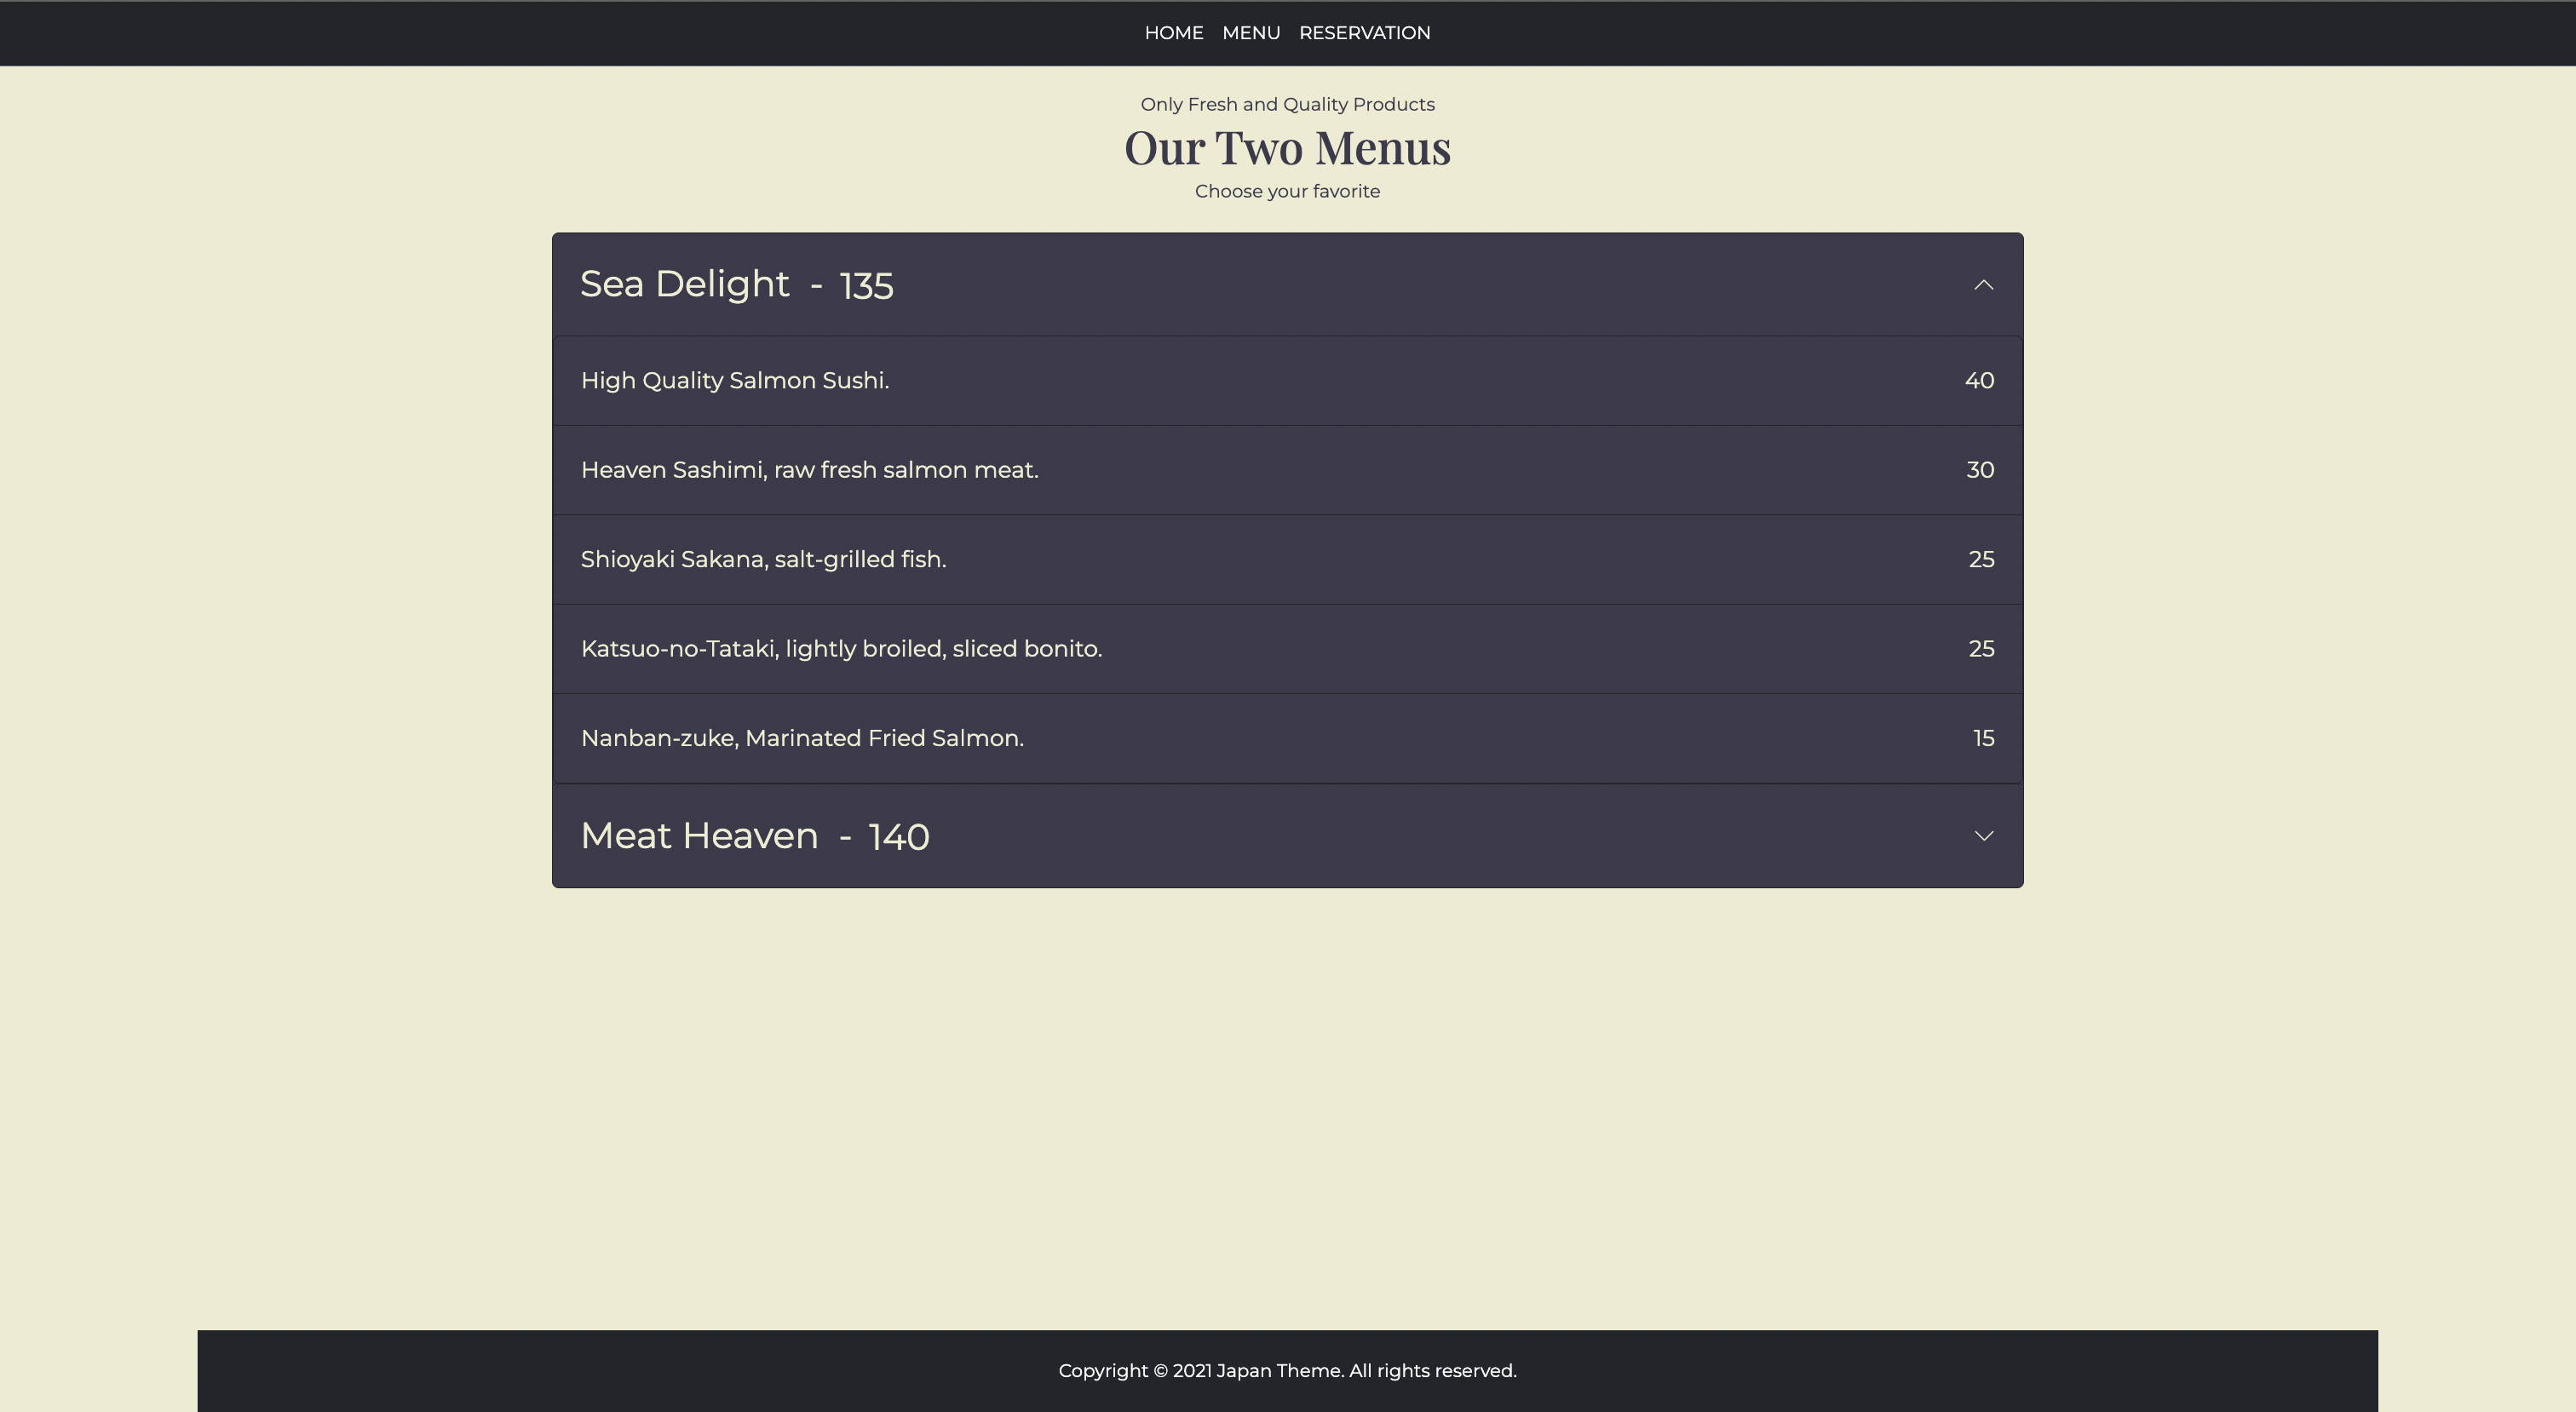 HOME MENU RESERVATION
Only Fresh and Quality Products
Our Two Menus
Choose your favorite
Sea Delight - 135
High Quality Salmon Sushi. 40
Heaven Sashimi, raw fresh salmon meat. 30
Shioyaki Sakana, salt-grilled fish. 25
Katsuo-no-Tataki, lightly broiled, sliced bonito. 25
Nanban-zuke, Marinated Fried Salmon. 15
Meat Heaven - 140
Copyright © 2021 Japan Theme. All rights reserved.